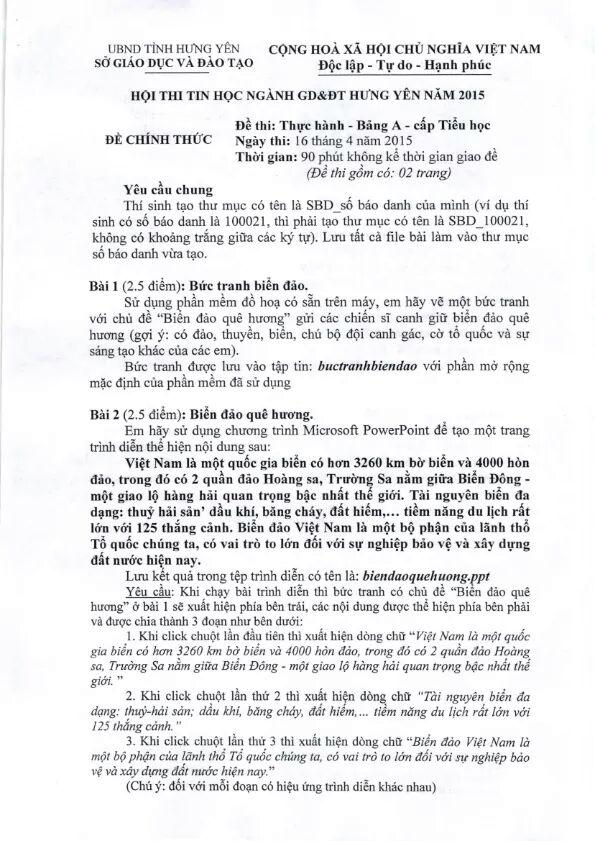 UBND TỈNH HƯNG YÊN
SỞ GIÁO DỤC VÀ ĐÀO TẠO
CỘNG HOÀ XÃ HỘI CHỦ NGHĨA VIỆT NAM
Độc lập - Tự do - Hạnh phúc
HỘI THI TIN HỌC NGÀNH GD&ĐT HƯNG YÊN NĂM 2015
ĐỀ CHÍNH THỨC
Đề thi: Thực hành - Bảng A - cấp Tiểu học
Ngày thi: 16 tháng 4 năm 2015
Thời gian: 90 phút không kể thời gian giao đề
(Đề thi gồm có: 02 trang)
Yêu cầu chung
Thí sinh tạo thư mục có tên là SBD_số báo danh của mình (ví dụ thí
sinh có số báo danh là 100021, thì phải tạo thư mục có tên là SBD_100021,
không có khoảng trắng giữa các ký tự). Lưu tất cả file bài làm vào thư mục
số báo danh vừa tạo.
Bài 1 (2.5 điểm): Bức tranh biển đảo.
Sử dụng phần mềm đồ hoạ có sẵn trên máy, em hãy vẽ một bức tranh
với chủ đề “Biển đảo quê hương” gửi các chiến sĩ canh giữ biển đảo quê
hương (gợi ý: có đảo, thuyền, biển, chú bộ đội canh gác, cờ tổ quốc và sự
sáng tạo khác của các em).
Bức tranh được lưu vào tập tin: buctranhbiendao với phần mở rộng
mặc định của phần mềm đã sử dụng
Bài 2 (2.5 điểm): Biển đảo quê hương.
Em hãy sử dụng chương trình Microsoft PowerPoint để tạo một trang
trình diễn thể hiện nội dung sau:
Việt Nam là một quốc gia biển có hơn 3260 km bờ biển và 4000 hòn
đảo, trong đó có 2 quần đảo Hoàng sa, Trường Sa nằm giữa Biển Đông -
một giao lộ hàng hải quan trọng bậc nhất thế giới. Tài nguyên biển đa
dạng: thuỷ hải sản’ dầu khí, băng cháy, đất hiếm,... tiềm năng du lịch rất
lớn với 125 thắng cảnh. Biển đảo Việt Nam là một bộ phận của lãnh thổ
Tổ quốc chúng ta, có vai trò to lớn đối với sự nghiệp bảo vệ và xây dựng
đất nước hiện nay.
Lưu kết quả trong tệp trình diễn có tên là: biendaoquehuong.ppt
Yêu cầu: Khi chạy bài trình diễn thì bức tranh có chủ đề “Biển đảo quê
hương” ở bài 1 sẽ xuất hiện phía bên trái, các nội dung được thể hiện phía bên phải
và được chia thành 3 đoạn như bên dưới:
1. Khi click chuột lần đầu tiên thì xuất hiện dòng chữ “Việt Nam là một quốc
gia biển có hơn 3260 km bờ biển và 4000 hòn đảo, trong đó có 2 quần đảo Hoàng
sa, Trường Sa nằm giữa Biển Đông - một giao lộ hàng hải quan trọng bậc nhất thế
giới. ”
2. Khi click chuột lần thứ 2 thì xuất hiện dòng chữ “Tài nguyên biển đa
dạng: thuỷ-hải sản; dầu khí, băng cháy, đất hiếm,... tiềm năng du lịch rất lớn với
125 thắng cảnh.”
3. Khi click chuột lần thứ 3 thì xuất hiện dòng chữ “Biển đảo Việt Nam là
một bộ phận của lãnh thổ Tổ quốc chúng ta, có vai trò to lớn đối với sự nghiệp bảo
vệ và xây dựng đất nước hiện nay.”
(Chú ý: đối với mỗi đoạn có hiệu ứng trình diễn khác nhau)